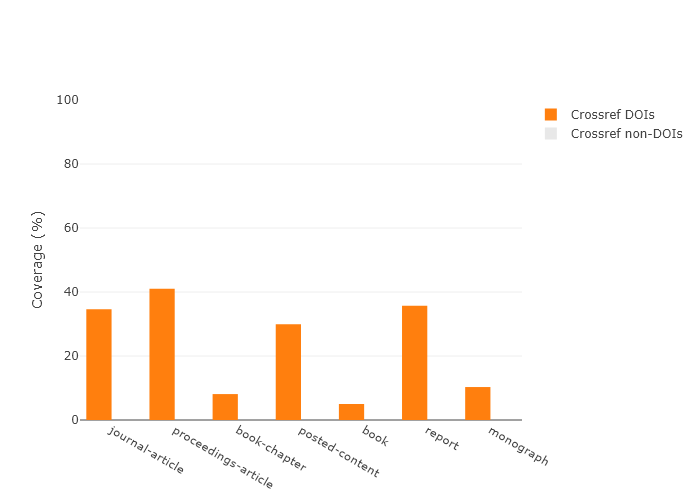 100
80
60
40
20
0
Coverage (%)
journal-article
proceedings-article
book-chapter
posted-content
book
report
monograph
Crossref DOIs
Crossref non-DOIs